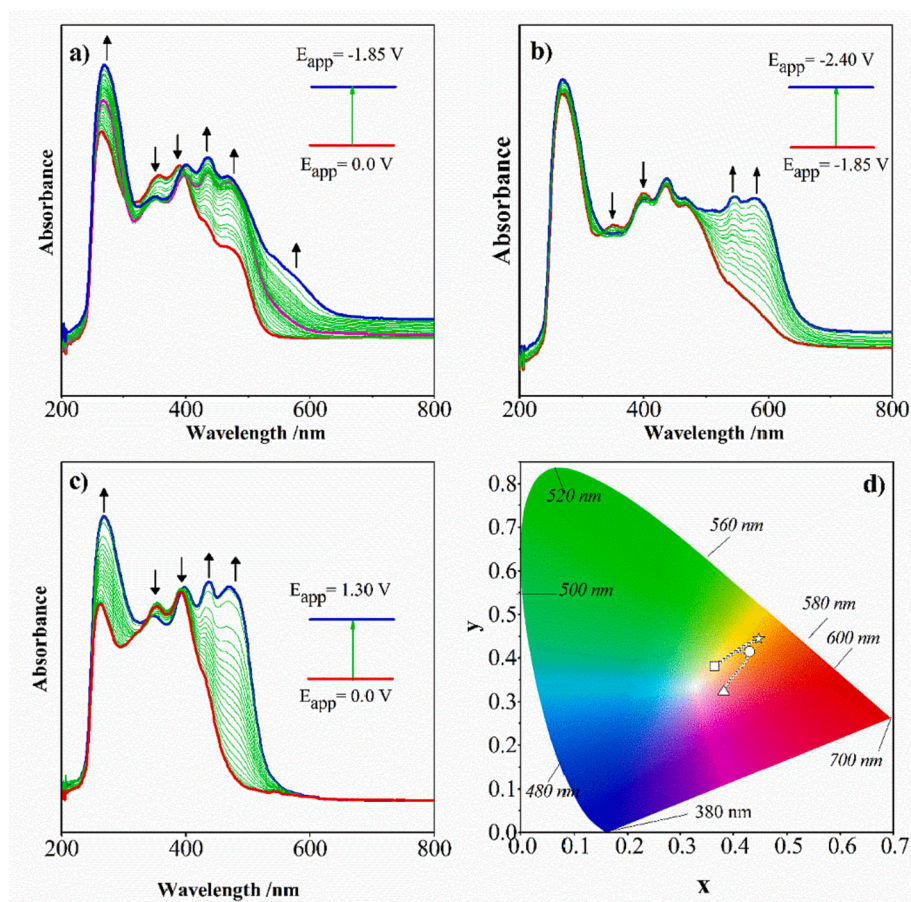 a)
E_app= -1.85 V
E_app= 0.0 V
Absorbance
200 400 600 800
Wavelength /nm
b)
E_app= -2.40 V
E_app= -1.85 V
Absorbance
200 400 600 800
Wavelength /nm
c)
E_app= 1.30 V
E_app= 0.0 V
Absorbance
200 400 600 800
Wavelength /nm
d)
0.8
0.7
0.6
0.5
0.4
0.3
0.2
0.1
0.0
y
520 nm
560 nm
500 nm
580 nm
600 nm
700 nm
480 nm
380 nm
0.0 0.1 0.2 0.3 0.4 0.5 0.6 0.7
x